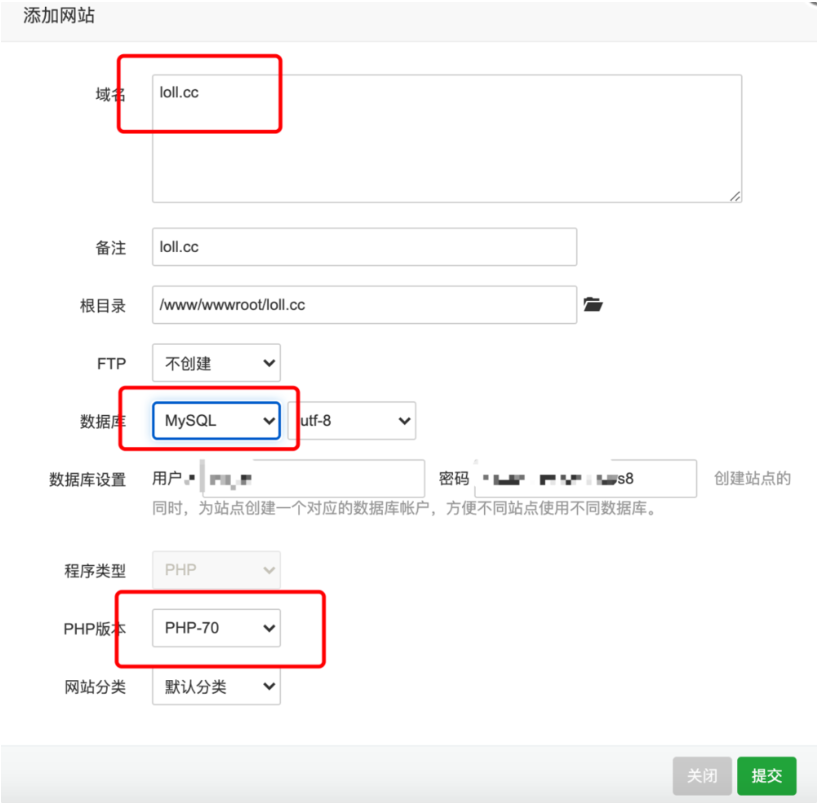 添加网站
域名 loll.cc
备注 loll.cc
根目录 /www/wwwroot/loll.cc
FTP 不创建
数据库 MySQL utf-8
数据库设置 用户 密码 s8 创建站点的
同时，为站点创建一个对应的数据库帐户，方便不同站点使用不同数据库。
程序类型 PHP
PHP版本 PHP-70
网站分类 默认分类
关闭 提交